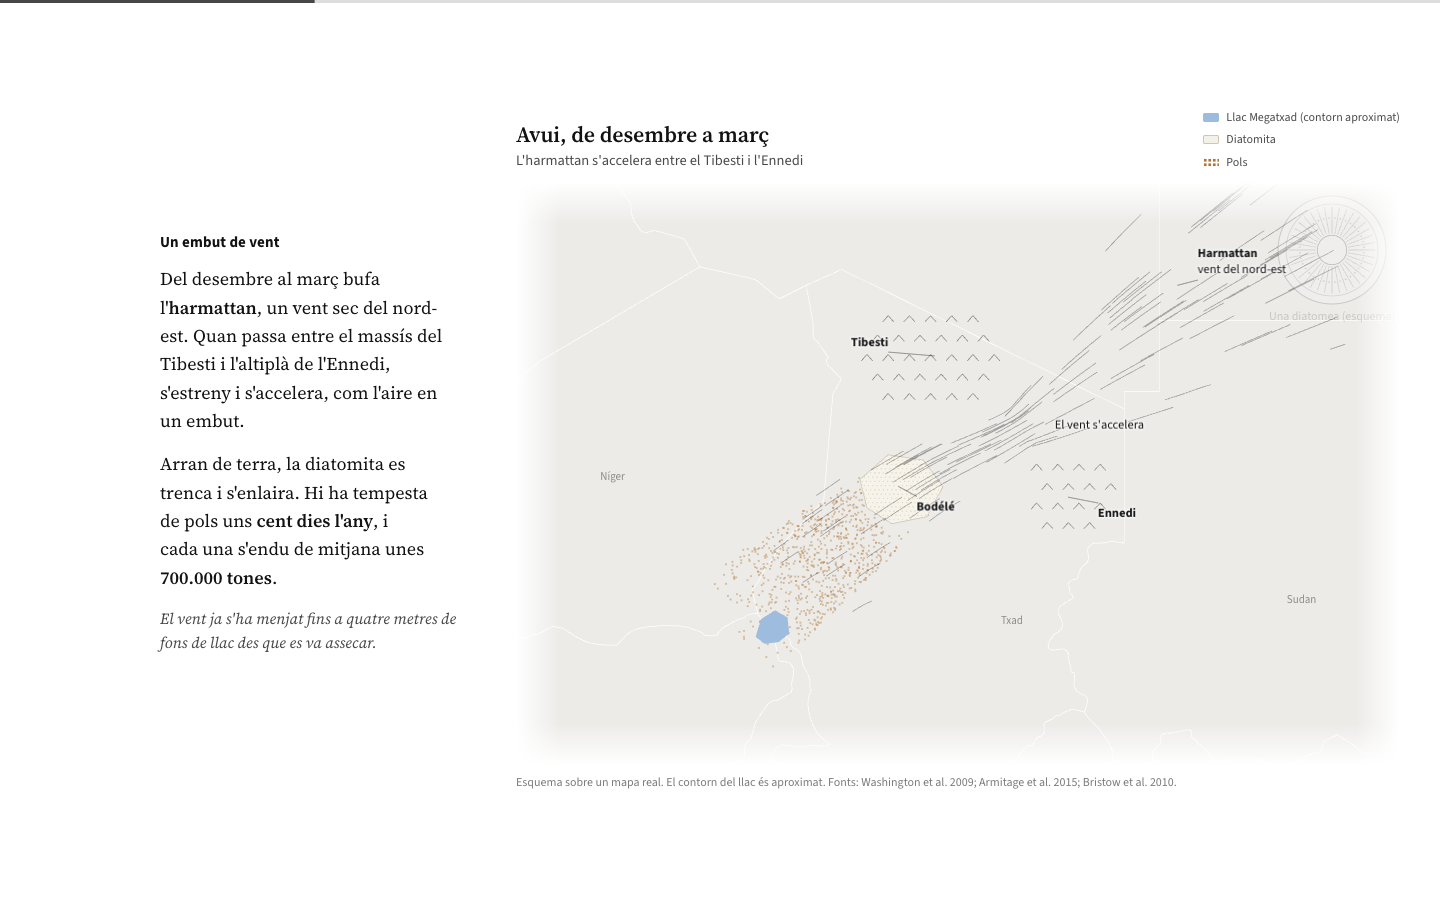 Avui, de desembre a març
L'harmattan s'accelera entre el Tibesti i l'Ennedi
Llac Megatxad (contorn aproximat)
Diatomita
Pols
Un embut de vent
Del desembre al març bufa
l'harmattan, un vent sec del nord-
est. Quan passa entre el massís del
Tibesti i l'altiplà de l'Ennedi,
s'estreny i s'accelera, com l'aire en
un embut.
Arran de terra, la diatomita es
trenca i s'enlaira. Hi ha tempesta
de pols uns cent dies l'any, i
cada una s'endu de mitjana unes
700.000 tones.
El vent ja s'ha menjat fins a quatre metres de
fons de llac des que es va assecar.
Harmattan
vent del nord-est
Una diatomea (esquema
Tibesti
El vent s'accelera
Níger
Bodélé
Ennedi
Sudan
Txad
Esquema sobre un mapa real. El contorn del llac és aproximat. Fonts: Washington et al. 2009; Armitage et al. 2015; Bristow et al. 2010.